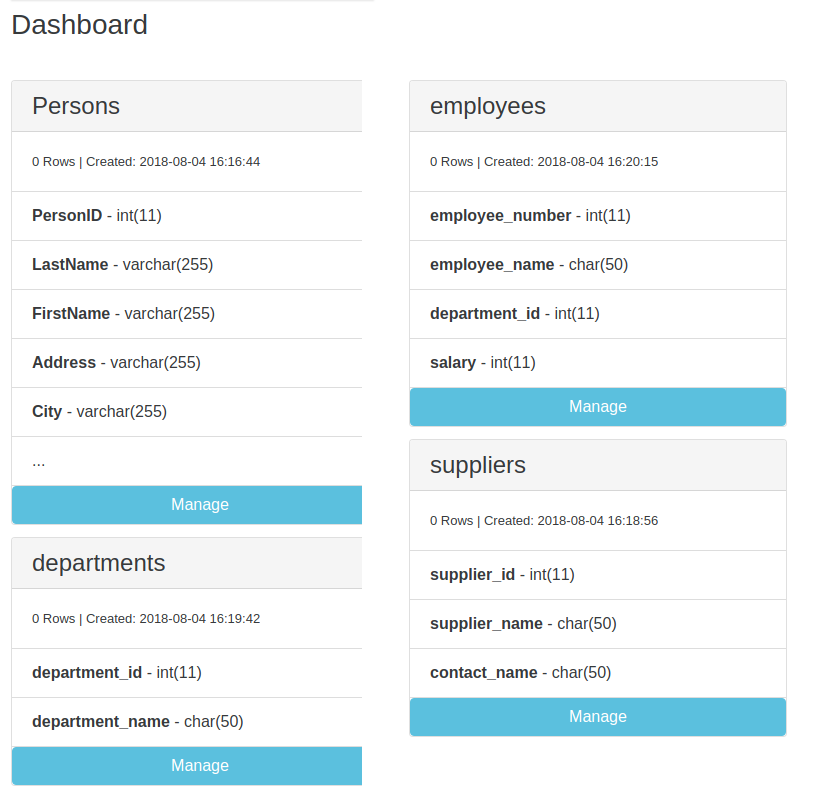 Dashboard
Persons
0 Rows | Created: 2018-08-04 16:16:44
PersonID - int(11)
LastName - varchar(255)
FirstName - varchar(255)
Address - varchar(255)
City - varchar(255)
...
Manage
departments
0 Rows | Created: 2018-08-04 16:19:42
department_id - int(11)
department_name - char(50)
Manage
employees
0 Rows | Created: 2018-08-04 16:20:15
employee_number - int(11)
employee_name - char(50)
department_id - int(11)
salary - int(11)
Manage
suppliers
0 Rows | Created: 2018-08-04 16:18:56
supplier_id - int(11)
supplier_name - char(50)
contact_name - char(50)
Manage